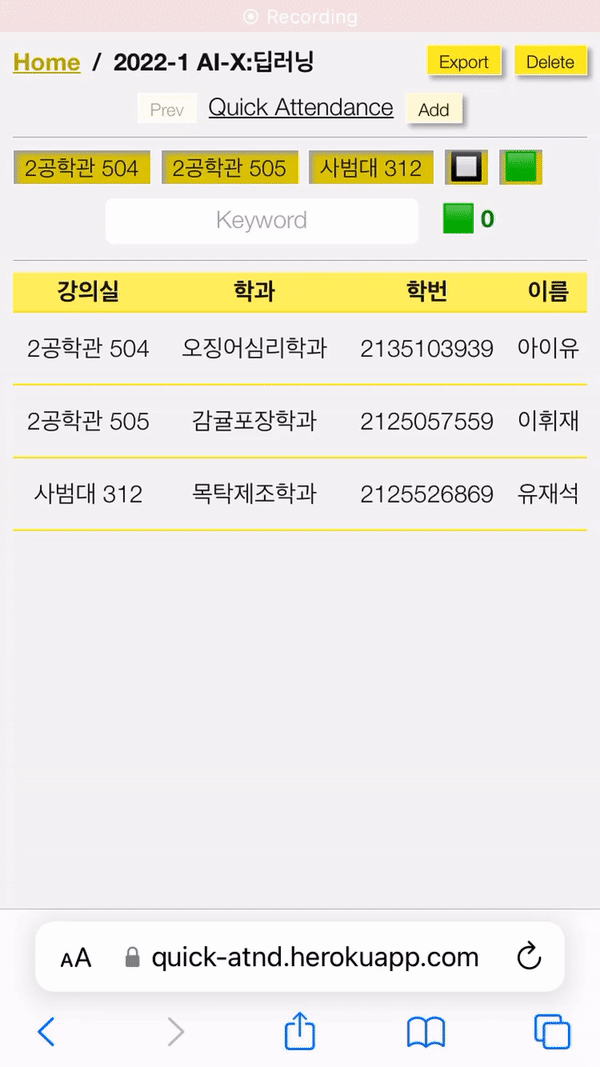 Recording
Home / 2022-1 AI-X:딥러닝 Export Delete
Prev Quick Attendance Add
2공학관 504 2공학관 505 사범대 312
Keyword 0
강의실 학과 학번 이름
2공학관 504 오징어심리학과 2135103939 아이유
2공학관 505 감귤포장학과 2125057559 이휘재
사범대 312 목탁제조학과 2125526869 유재석
AA quick-atnd.herokuapp.com